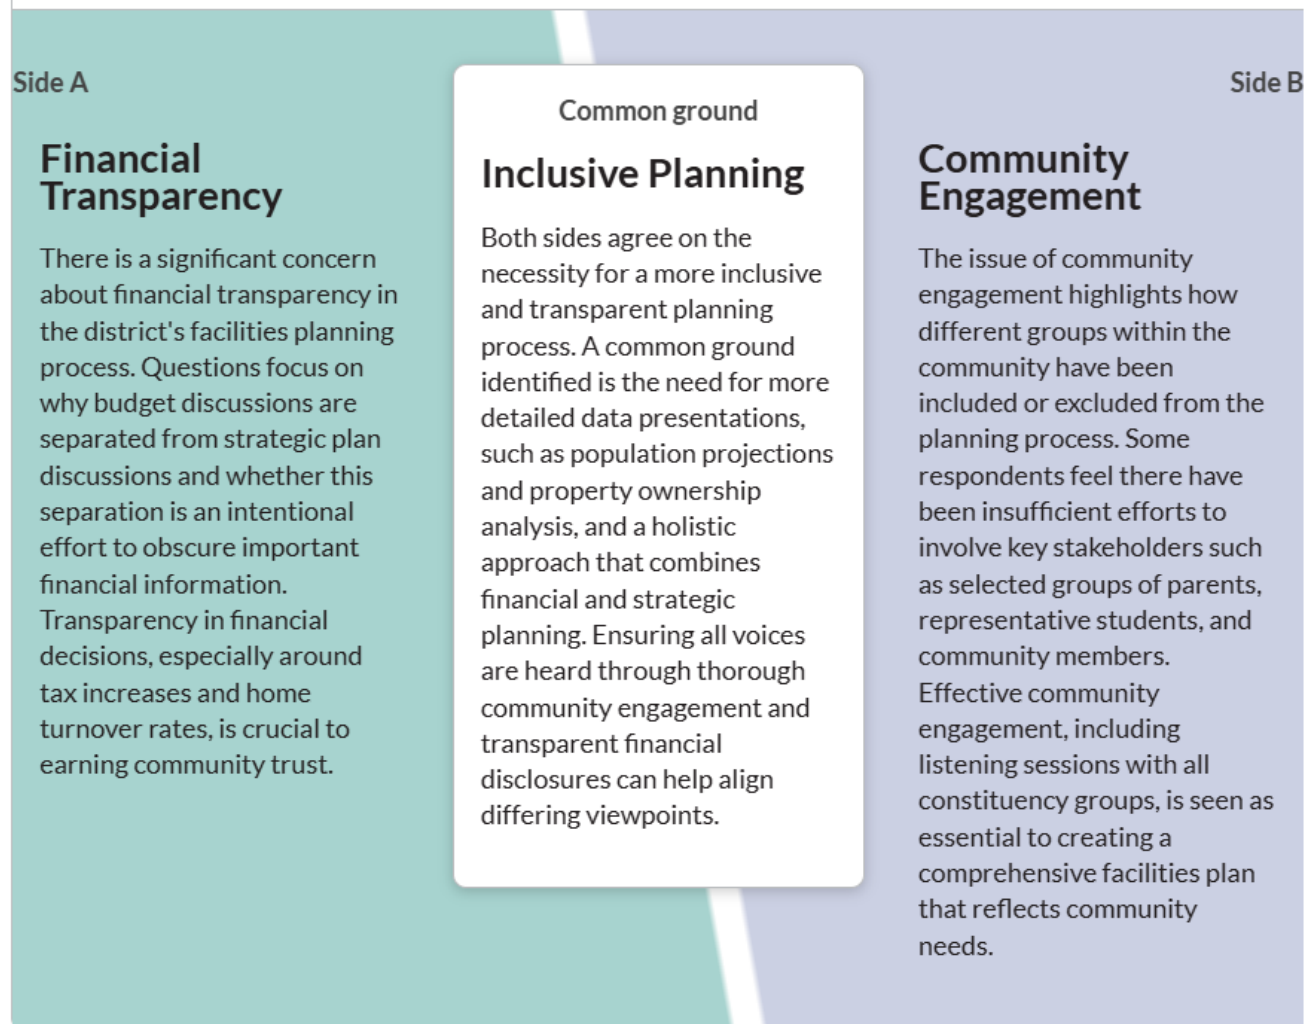 Side A
Financial
Transparency
There is a significant concern
about financial transparency in
the district's facilities planning
process. Questions focus on
why budget discussions are
separated from strategic plan
discussions and whether this
separation is an intentional
effort to obscure important
financial information.
Transparency in financial
decisions, especially around
tax increases and home
turnover rates, is crucial to
earning community trust.
Common ground
Inclusive Planning
Both sides agree on the
necessity for a more inclusive
and transparent planning
process. A common ground
identified is the need for more
detailed data presentations,
such as population projections
and property ownership
analysis, and a holistic
approach that combines
financial and strategic
planning. Ensuring all voices
are heard through thorough
community engagement and
transparent financial
disclosures can help align
differing viewpoints.
Side B
Community
Engagement
The issue of community
engagement highlights how
different groups within the
community have been
included or excluded from the
planning process. Some
respondents feel there have
been insufficient efforts to
involve key stakeholders such
as selected groups of parents,
representative students, and
community members.
Effective community
engagement, including
listening sessions with all
constituency groups, is seen as
essential to creating a
comprehensive facilities plan
that reflects community
needs.